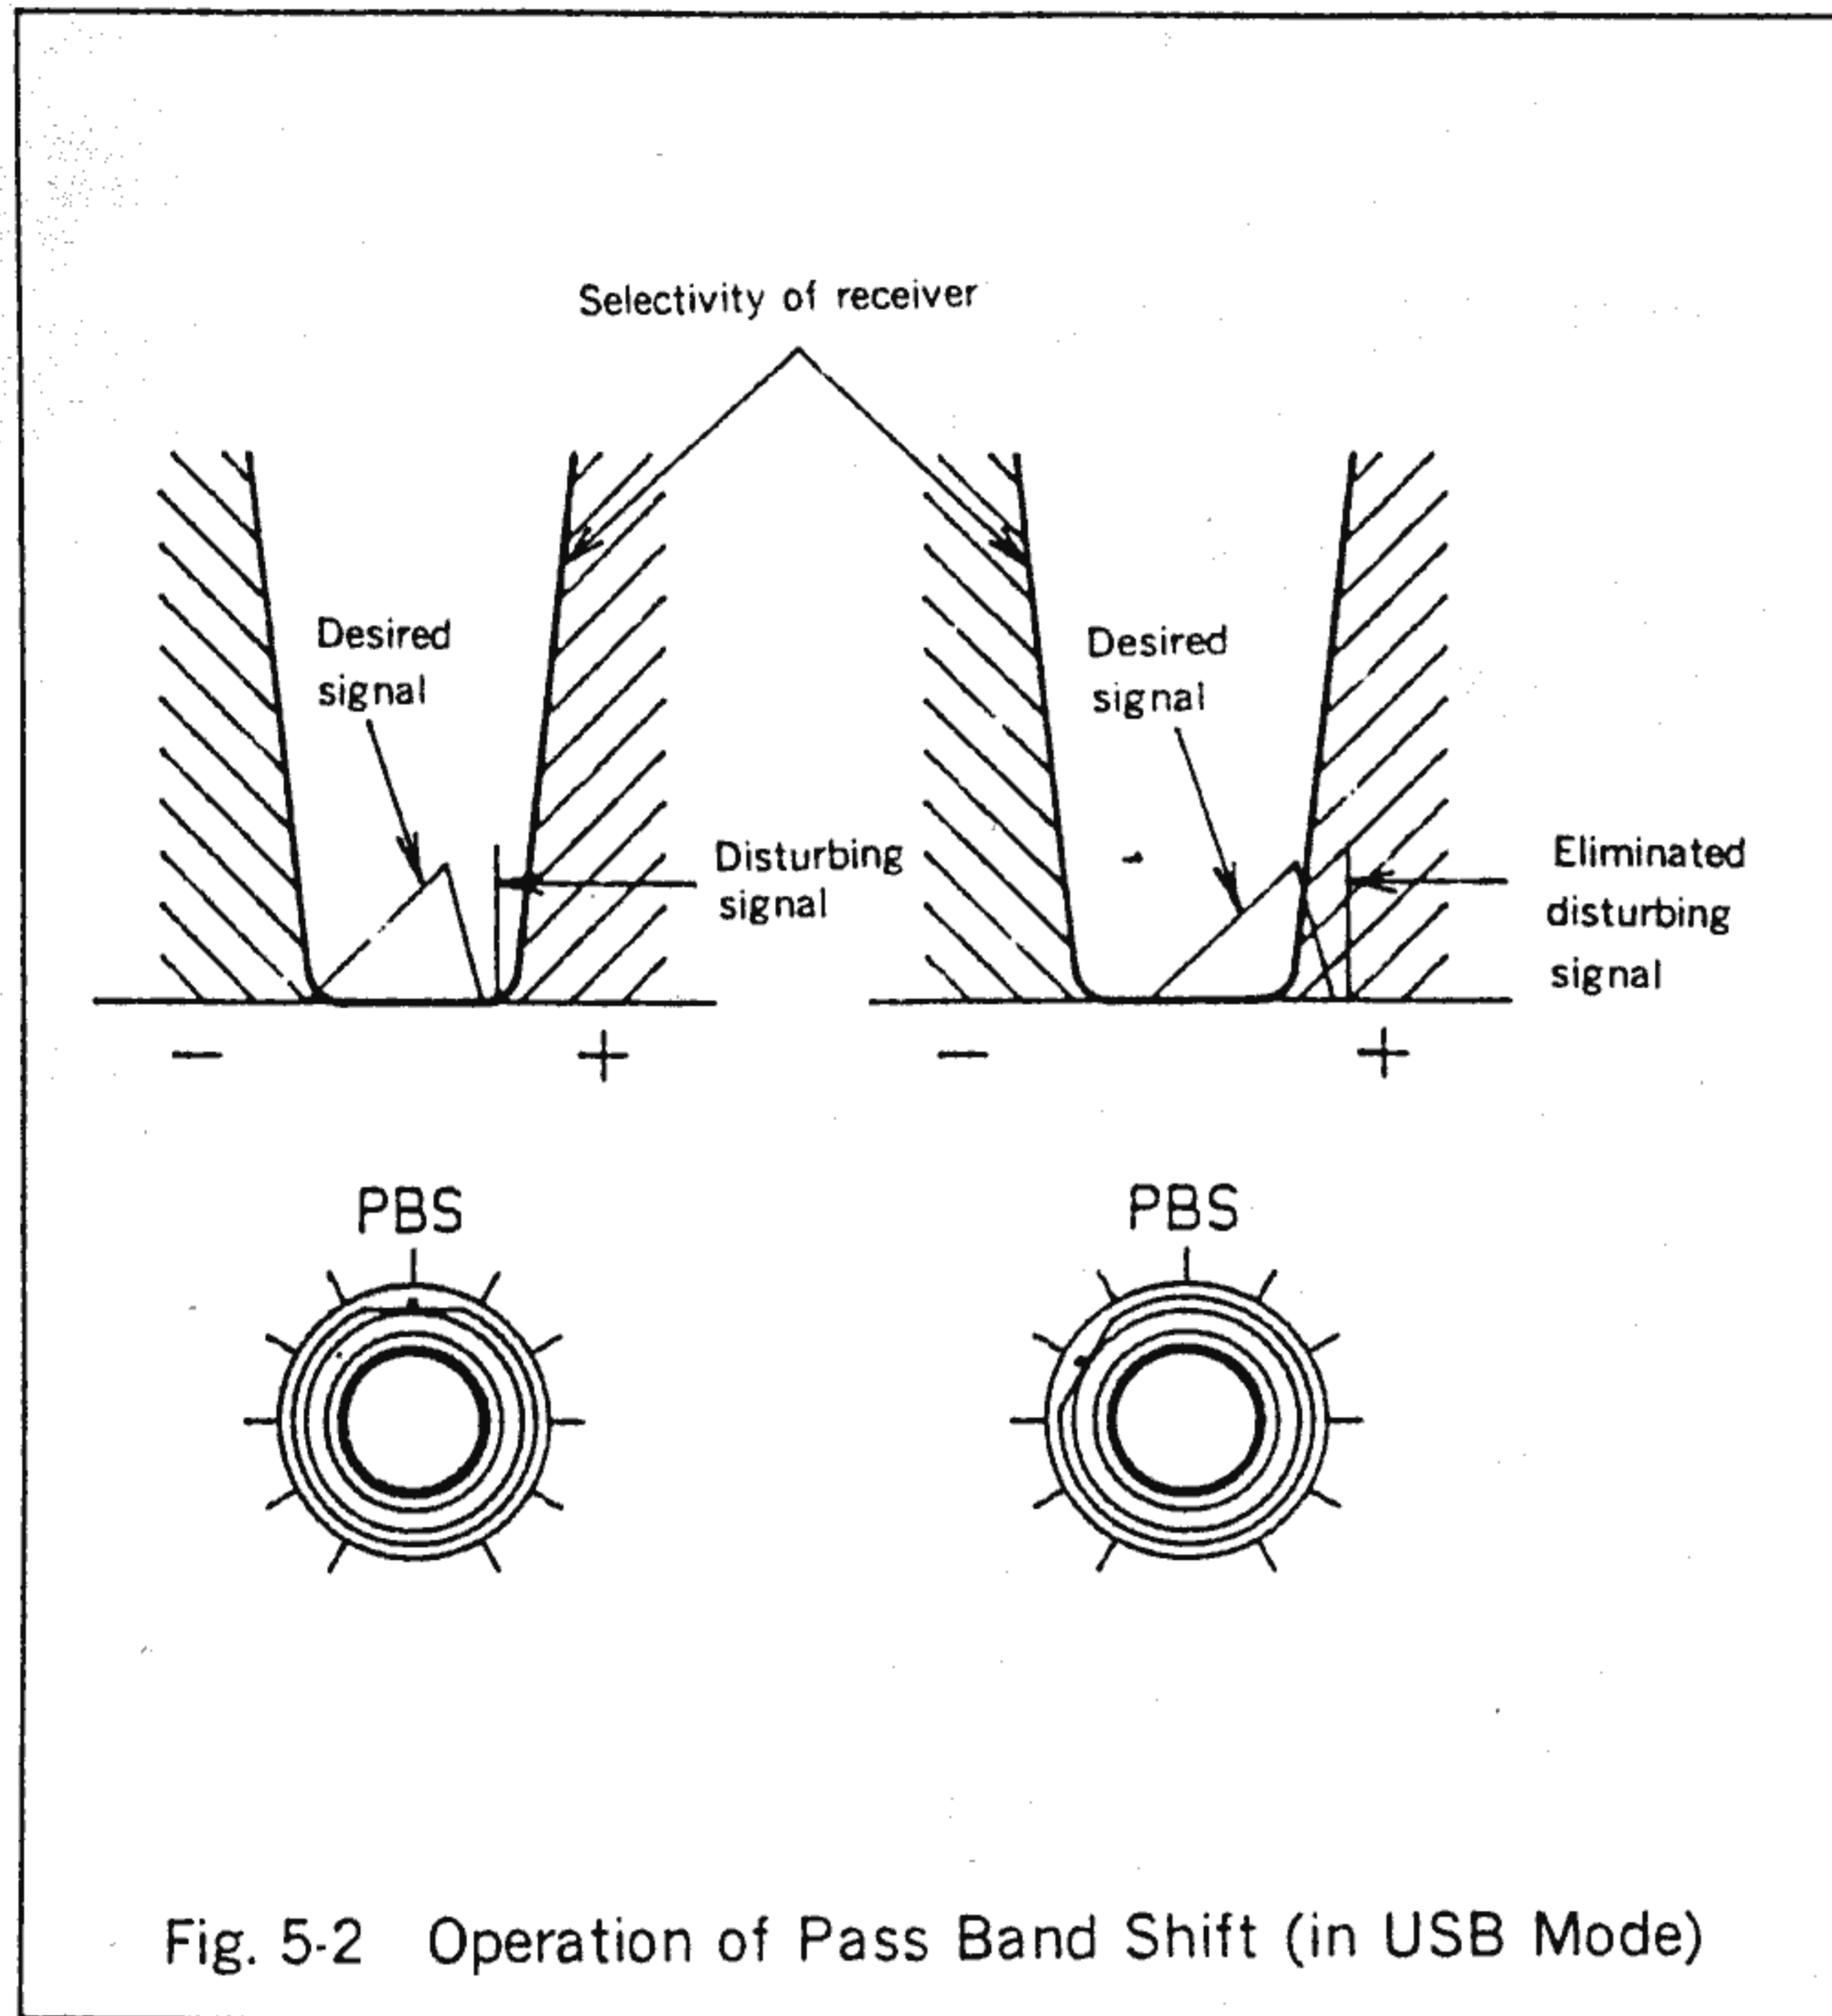 Selectivity of receiver
Desired
signal
Disturbing
signal
Desired
signal
Eliminated
disturbing
signal
− +
− +
PBS
PBS
Fig. 5-2 Operation of Pass Band Shift (in USB Mode)